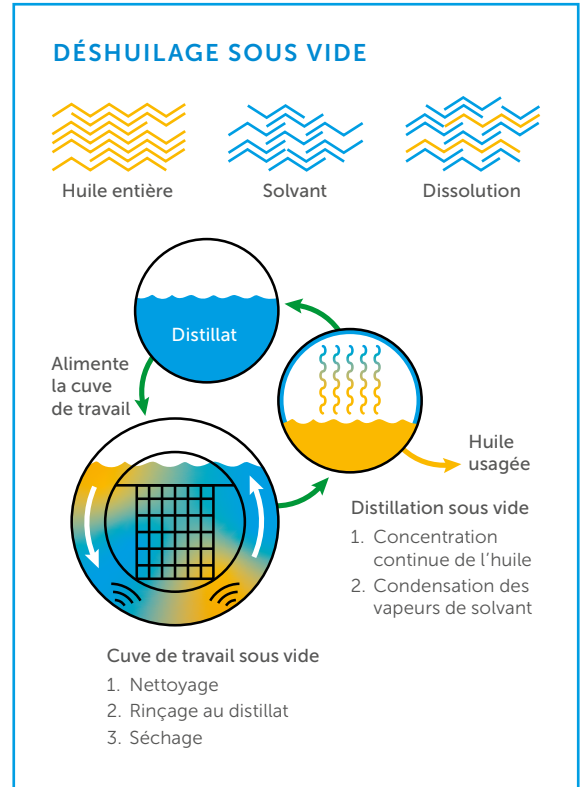 DÉSHUILAGE SOUS VIDE
Huile entière
Solvant
Dissolution
Distillat
Alimente
la cuve
de travail
Huile
usagée
Distillation sous vide
1. Concentration
continue de l'huile
2. Condensation des
vapeurs de solvant
Cuve de travail sous vide
1. Nettoyage
2. Rinçage au distillat
3. Séchage